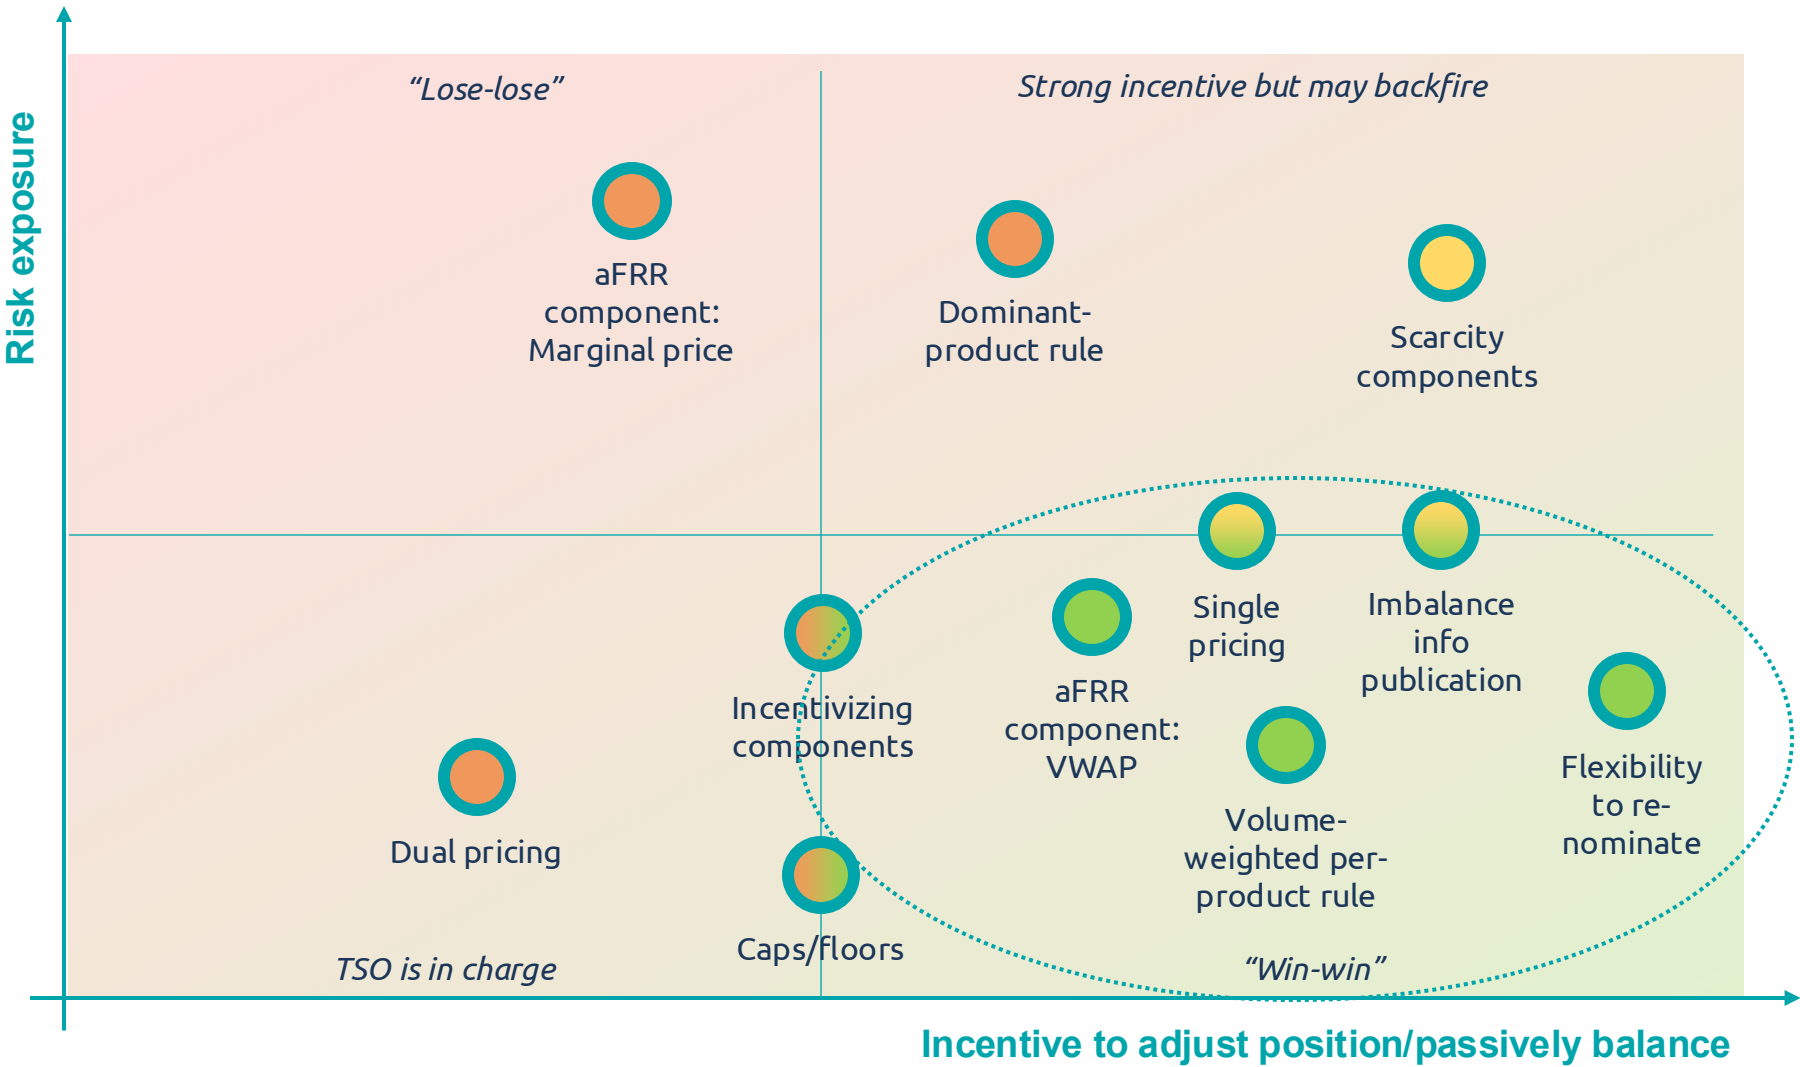 “Lose-lose”
Strong incentive but may backfire
Risk exposure
aFRR
component:
Marginal price
Dominant-
product rule
Scarcity
components
Single
pricing
Imbalance
info
publication
aFRR
component:
VWAP
Incentivizing
components
Flexibility
to re-
nominate
Volume-
weighted per-
product rule
Dual pricing
Caps/floors
TSO is in charge
“Win-win”
Incentive to adjust position/passively balance